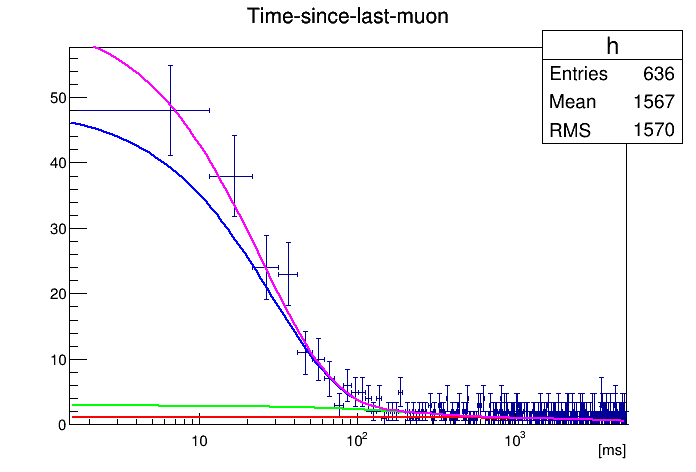 Time-since-last-muon
h
Entries 636
Mean 1567
RMS 1570
50
40
30
20
10
0
10 10² 10³
[ms]